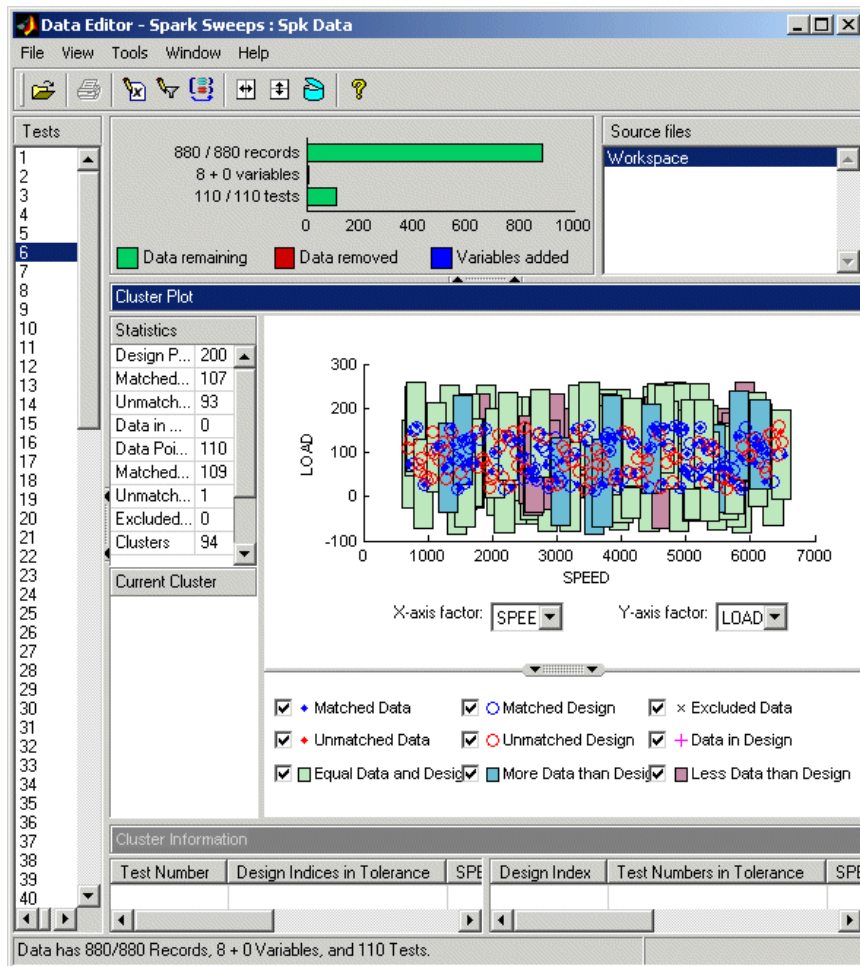 Data Editor - Spark Sweeps : Spk Data
File View Tools Window Help
Tests
1
2
3
4
5
6
7
8
9
10
11
12
13
14
15
16
17
18
19
20
21
22
23
24
25
26
27
28
29
30
31
32
33
34
35
36
37
38
39
40
880 / 880 records
8 + 0 variables
110 / 110 tests
0 200 400 600 800 1000
Data remaining Data removed Variables added
Source files
Workspace
Cluster Plot
Statistics
Design P... 200
Matched... 107
Unmatch... 93
Data in ... 0
Data Poi... 110
Matched... 109
Unmatch... 1
Excluded... 0
Clusters 94
Current Cluster
300
200
100
0
-100
LOAD
0 1000 2000 3000 4000 5000 6000 7000
SPEED
X-axis factor: SPEE Y-axis factor: LOAD
Matched Data Matched Design Excluded Data
Unmatched Data Unmatched Design Data in Design
Equal Data and Desig More Data than Desig Less Data than Design
Cluster Information
Test Number Design Indices in Tolerance SPE Design Index Test Numbers in Tolerance SPE
Data has 880/880 Records, 8 + 0 Variables, and 110 Tests.